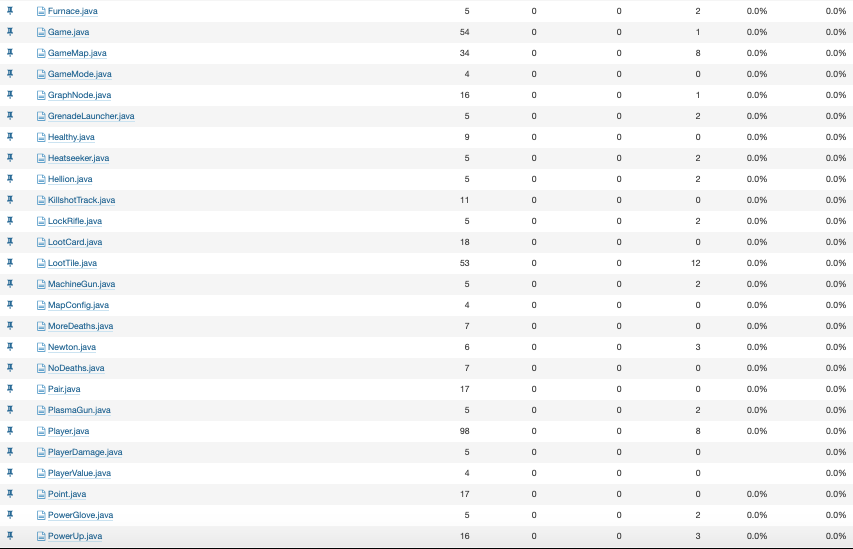 Furnace.java 5 0 0 2 0.0% 0.0%
Game.java 54 0 0 1 0.0% 0.0%
GameMap.java 34 0 0 8 0.0% 0.0%
GameMode.java 4 0 0 0 0.0%
GraphNode.java 16 0 0 1 0.0% 0.0%
GrenadeLauncher.java 5 0 0 2 0.0% 0.0%
Healthy.java 9 0 0 0 0.0% 0.0%
Heatseeker.java 5 0 0 2 0.0% 0.0%
Hellion.java 5 0 0 2 0.0% 0.0%
KillshotTrack.java 11 0 0 0 0.0% 0.0%
LockRifle.java 5 0 0 2 0.0% 0.0%
LootCard.java 18 0 0 0 0.0% 0.0%
LootTile.java 53 0 0 12 0.0% 0.0%
MachineGun.java 5 0 0 2 0.0% 0.0%
MapConfig.java 4 0 0 0 0.0%
MoreDeaths.java 7 0 0 0 0.0% 0.0%
Newton.java 6 0 0 3 0.0% 0.0%
NoDeaths.java 7 0 0 0 0.0% 0.0%
Pair.java 17 0 0 0 0.0% 0.0%
PlasmaGun.java 5 0 0 2 0.0% 0.0%
Player.java 98 0 0 8 0.0% 0.0%
PlayerDamage.java 5 0 0 0 0.0%
PlayerValue.java 4 0 0 0 0.0%
Point.java 17 0 0 0 0.0% 0.0%
PowerGlove.java 5 0 0 2 0.0% 0.0%
PowerUp.java 16 0 0 3 0.0% 0.0%